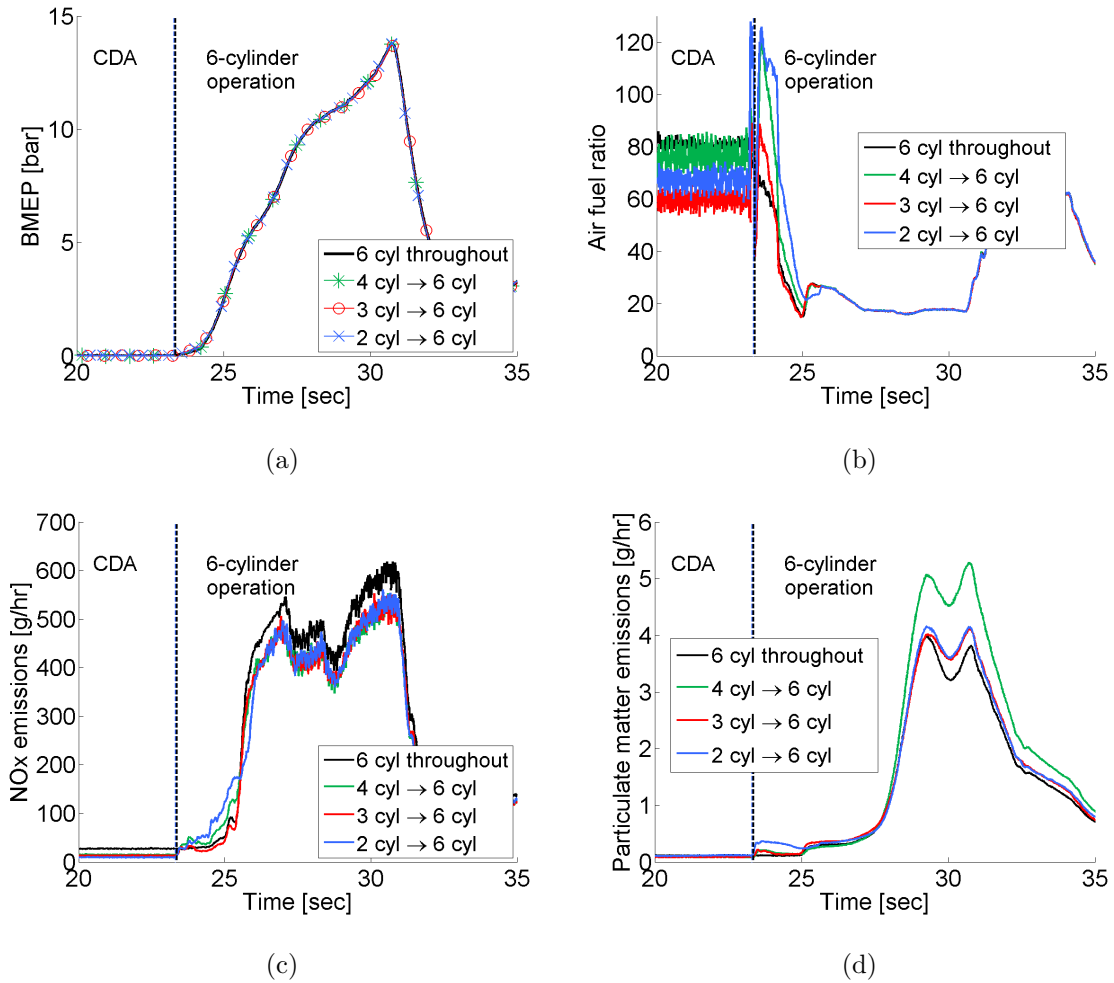 15
10
5
0
BMEP [bar]
CDA
6-cylinder
operation
6 cyl throughout
4 cyl → 6 cyl
3 cyl → 6 cyl
2 cyl → 6 cyl
20
25
30
35
Time [sec]
(a)
120
100
80
60
40
20
0
Air fuel ratio
CDA
6-cylinder
operation
6 cyl throughout
4 cyl → 6 cyl
3 cyl → 6 cyl
2 cyl → 6 cyl
20
25
30
35
Time [sec]
(b)
700
600
500
400
300
200
100
0
NOx emissions [g/hr]
CDA
6-cylinder
operation
6 cyl throughout
4 cyl → 6 cyl
3 cyl → 6 cyl
2 cyl → 6 cyl
20
25
30
35
Time [sec]
(c)
6
5
4
3
2
1
0
Particulate matter emissions [g/hr]
CDA
6-cylinder
operation
6 cyl throughout
4 cyl → 6 cyl
3 cyl → 6 cyl
2 cyl → 6 cyl
20
25
30
35
Time [sec]
(d)